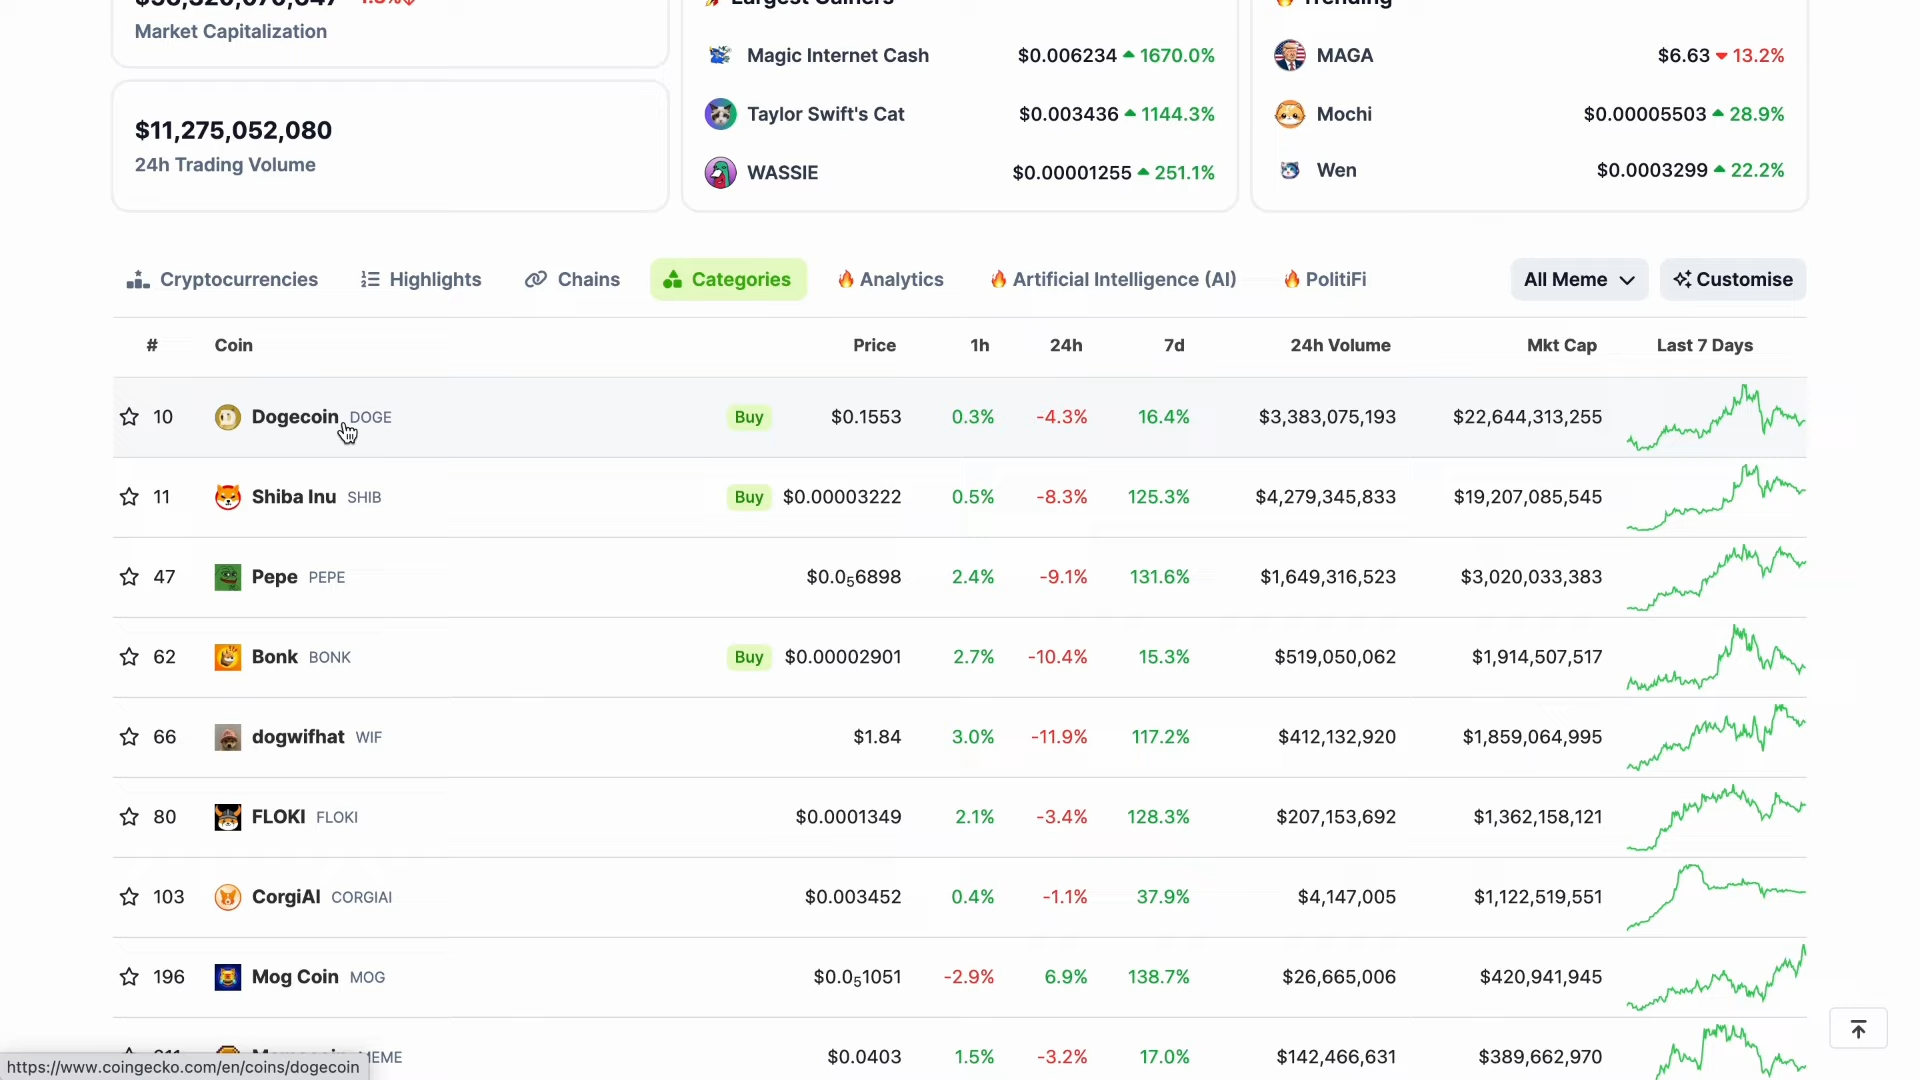 Market Capitalization
$11,275,052,080
24h Trading Volume
Largest Gainers
Magic Internet Cash $0.006234 1670.0%
Taylor Swift's Cat $0.003436 1144.3%
WASSIE $0.00001255 251.1%
Trending
MAGA $6.63 13.2%
Mochi $0.00005503 28.9%
Wen $0.0003299 22.2%
Cryptocurrencies Highlights Chains Categories Analytics Artificial Intelligence (AI) PolitiFi All Meme Customise
# Coin Price 1h 24h 7d 24h Volume Mkt Cap Last 7 Days
10 Dogecoin DOGE Buy $0.1553 0.3% -4.3% 16.4% $3,383,075,193 $22,644,313,255
11 Shiba Inu SHIB Buy $0.00003222 0.5% -8.3% 125.3% $4,279,345,833 $19,207,085,545
47 Pepe PEPE $0.0₅6898 2.4% -9.1% 131.6% $1,649,316,523 $3,020,033,383
62 Bonk BONK Buy $0.00002901 2.7% -10.4% 15.3% $519,050,062 $1,914,507,517
66 dogwifhat WIF $1.84 3.0% -11.9% 117.2% $412,132,920 $1,859,064,995
80 FLOKI FLOKI $0.0001349 2.1% -3.4% 128.3% $207,153,692 $1,362,158,121
103 CorgiAI CORGIAI $0.003452 0.4% -1.1% 37.9% $4,147,005 $1,122,519,551
196 Mog Coin MOG $0.0₅1051 -2.9% 6.9% 138.7% $26,665,006 $420,941,945
$0.0403 1.5% -3.2% 17.0% $142,466,631 $389,662,970
https://www.coingecko.com/en/coins/dogecoin